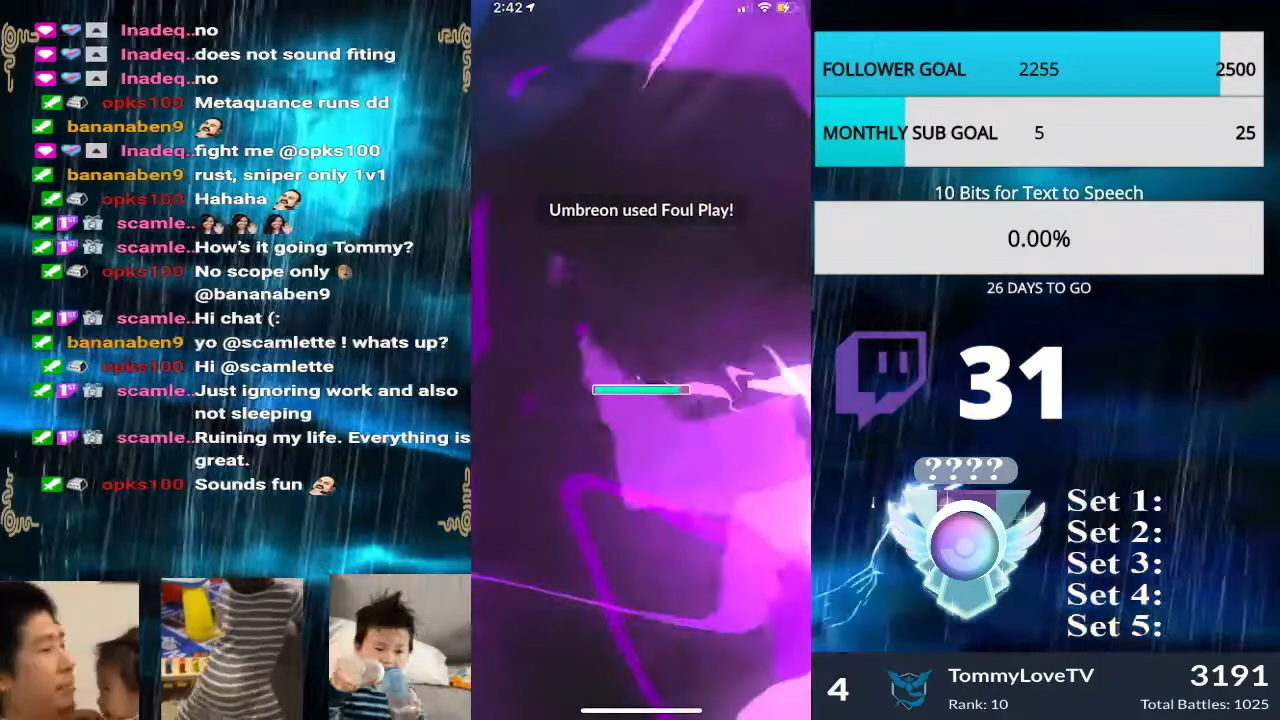 Inadeq..no
Inadeq..does not sound fiting
Inadeq..no
opks100 Metaquance runs dd
bananaben9
Inadeq..fight me @opks100
bananaben9 rust, sniper only 1v1
opks100 Hahaha
1ST scamle..
1ST scamle..How's it going Tommy?
opks100 No scope only
@bananaben9
1ST scamle..Hi chat (:
bananaben9 yo @scamlette ! whats up?
opks100 Hi @scamlette
1ST scamle..Just ignoring work and also
not sleeping
1ST scamle..Ruining my life. Everything is
great.
opks100 Sounds fun
2:42
Umbreon used Foul Play!
FOLLOWER GOAL 2255 2500
MONTHLY SUB GOAL 5 25
10 Bits for Text to Speech
0.00%
26 DAYS TO GO
31
????
Set 1:
Set 2:
Set 3:
Set 4:
Set 5:
4 TommyLoveTV 3191
Rank: 10 Total Battles: 1025